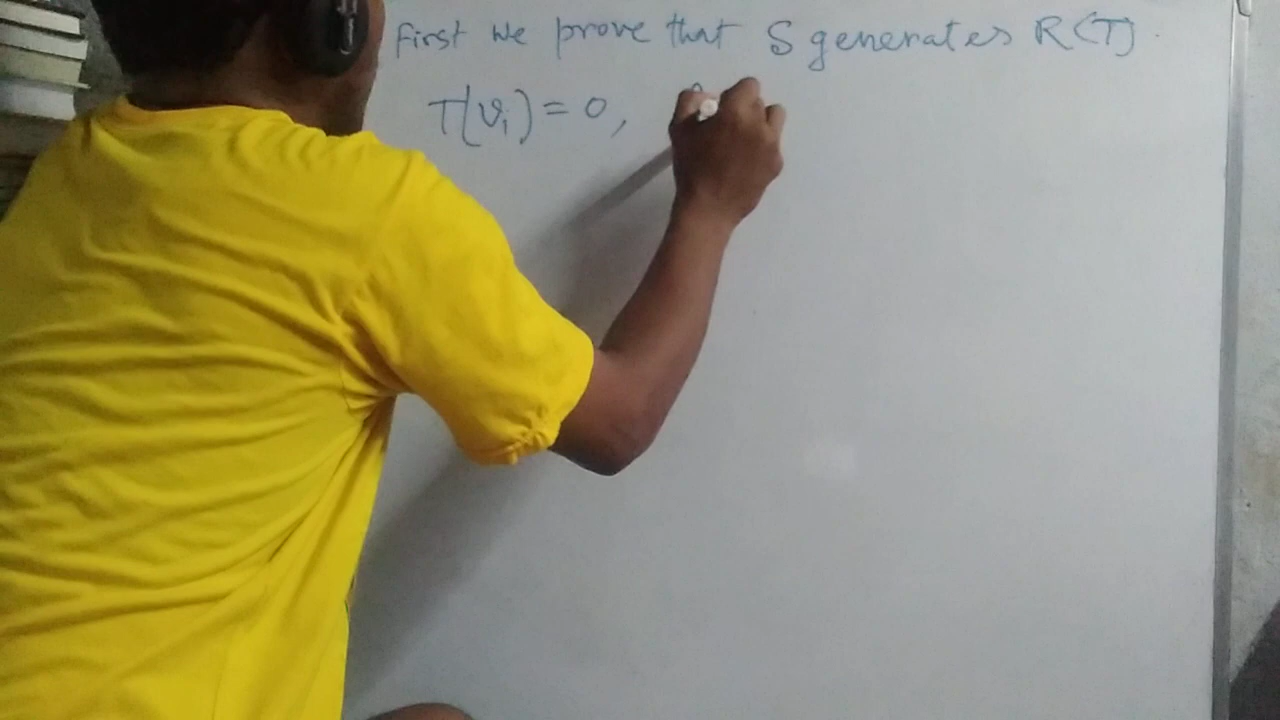 First we prove that S generates R(T).
T(vᵢ) = 0,